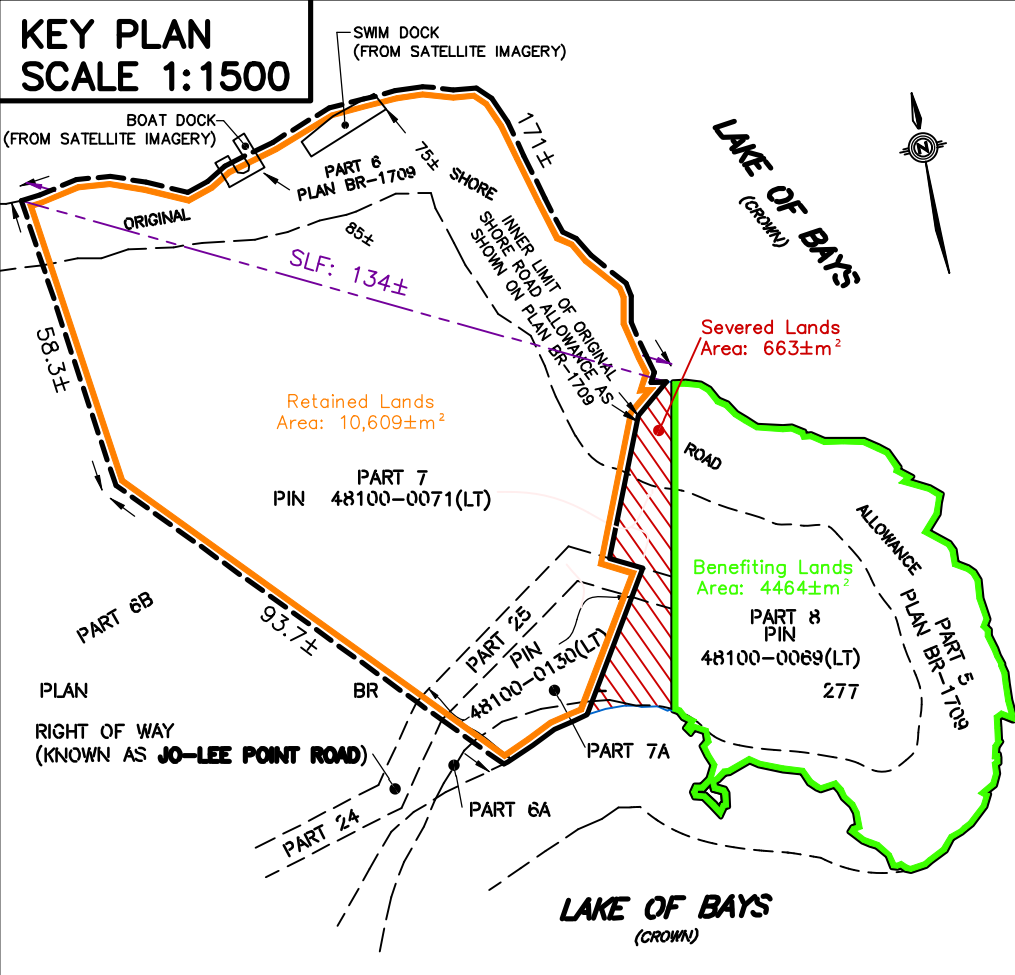 KEY PLAN
SCALE 1:1500
SWIM DOCK
(FROM SATELLITE IMAGERY)
BOAT DOCK
(FROM SATELLITE IMAGERY)
171±
75±
PART 6
PLAN BR-1709
LAKE OF BAYS
(CROWN)
N
ORIGINAL
SHORE
85±
SLF: 134±
INNER LIMIT OF ORIGINAL
SHORE ROAD ALLOWANCE AS
SHOWN ON PLAN BR-1709
58.3±
Severed Lands
Area: 663±m²
Retained Lands
Area: 10,609±m²
ROAD
PART 7
PIN 48100-0071(LT)
ALLOWANCE
Benefiting Lands
Area: 4464±m²
PART 8
PIN
48100-0069(LT)
277
PART 5
PLAN BR-1709
PART 6B
93.7±
PART 25
PIN
48100-0130(LT)
PLAN
BR
RIGHT OF WAY
(KNOWN AS JO-LEE POINT ROAD)
PART 7A
PART 6A
PART 24
LAKE OF BAYS
(CROWN)